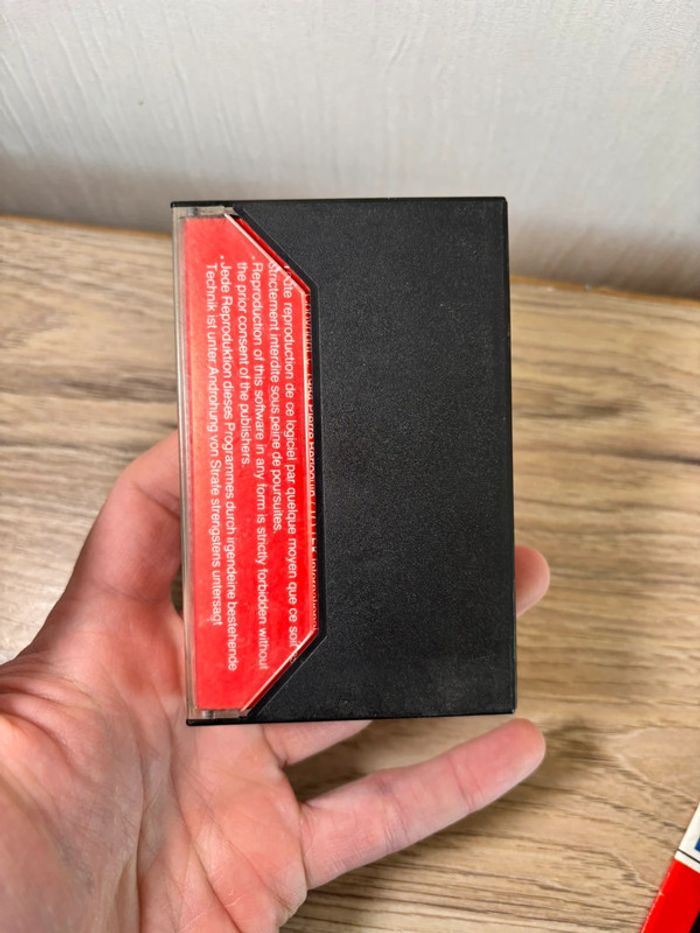 Pierre
Toute reproduction de ce logiciel par quelque moyen que ce soit
strictement interdite sous peine de poursuites.
. Reproduction of this software in any form is strictly forbidden without
the prior consent of the publishers.
. Jede Reproduktion dieses Programmes durch irgendeine bestehende
Technik ist unter Androhung von Strafe strengstens untersagt